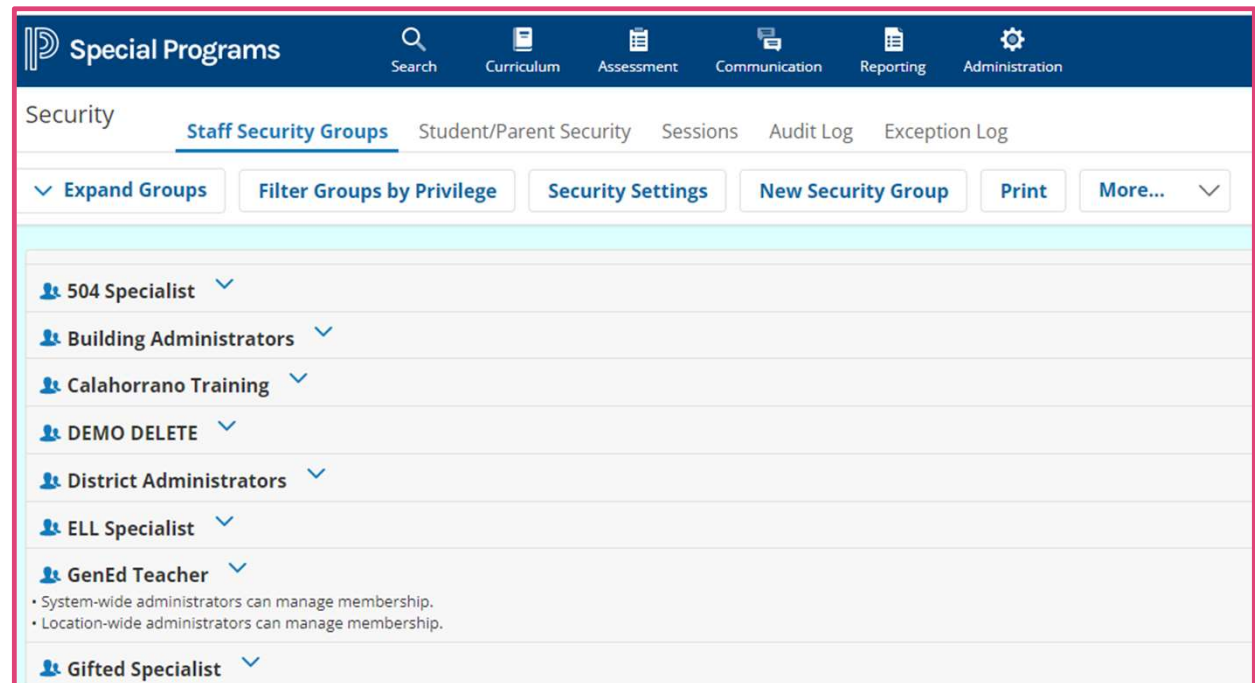 Special Programs
Search Curriculum Assessment Communication Reporting Administration
Security
Staff Security Groups Student/Parent Security Sessions Audit Log Exception Log
Expand Groups Filter Groups by Privilege Security Settings New Security Group Print More...
504 Specialist
Building Administrators
Calahorrano Training
DEMO DELETE
District Administrators
ELL Specialist
GenEd Teacher
• System-wide administrators can manage membership.
• Location-wide administrators can manage membership.
Gifted Specialist